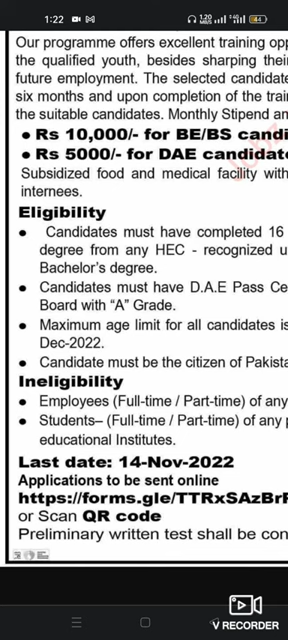 1:22
1.20
44
Our programme offers excellent training opp
the qualified youth, besides sharping their
future employment. The selected candidate
six months and upon completion of the trai
the suitable candidates. Monthly Stipend am
• Rs 10,000/- for BE/BS candi
• Rs 5000/- for DAE candidate
Subsidized food and medical facility with
internees.
Eligibility
• Candidates must have completed 16
degree from any HEC - recognized u
Bachelor's degree.
• Candidates must have D.A.E Pass Ce
Board with "A" Grade.
• Maximum age limit for all candidates is
Dec-2022.
• Candidate must be the citizen of Pakista
Ineligibility
• Employees (Full-time / Part-time) of any
• Students– (Full-time / Part-time) of any p
educational Institutes.
Last date: 14-Nov-2022
Applications to be sent online
https://forms.gle/TTRxSAzBrF
or Scan QR code
Preliminary written test shall be con
V RECORDER